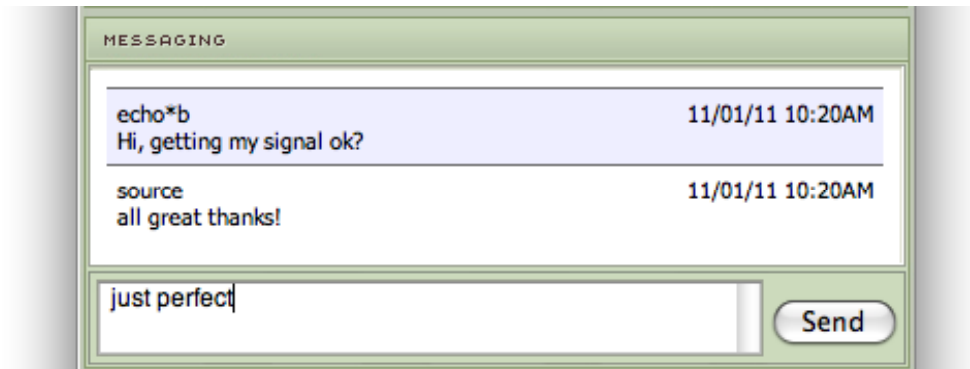 MESSAGING
echo*b 11/01/11 10:20AM
Hi, getting my signal ok?
source 11/01/11 10:20AM
all great thanks!
just perfect
Send